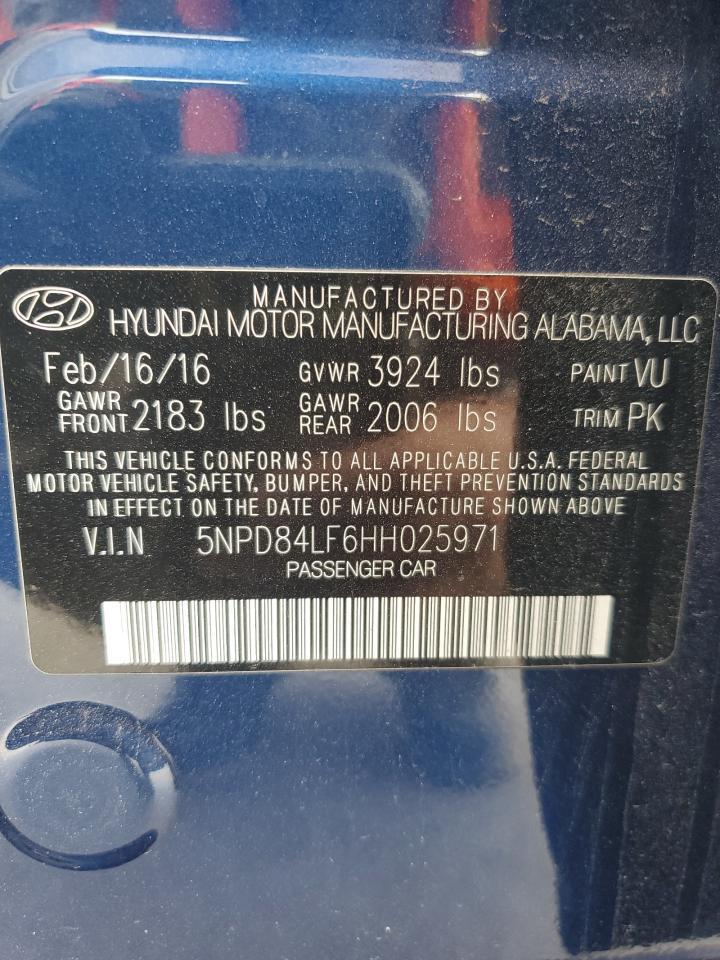 MANUFACTURED BY
HYUNDAI MOTOR MANUFACTURING ALABAMA, LLC
Feb/16/16 GVWR 3924 lbs PAINT VU
GAWR FRONT 2183 lbs GAWR REAR 2006 lbs TRIM PK
THIS VEHICLE CONFORMS TO ALL APPLICABLE U.S.A. FEDERAL
MOTOR VEHICLE SAFETY, BUMPER, AND THEFT PREVENTION STANDARDS
IN EFFECT ON THE DATE OF MANUFACTURE SHOWN ABOVE
V.I.N 5NPD84LF6HH025971
PASSENGER CAR